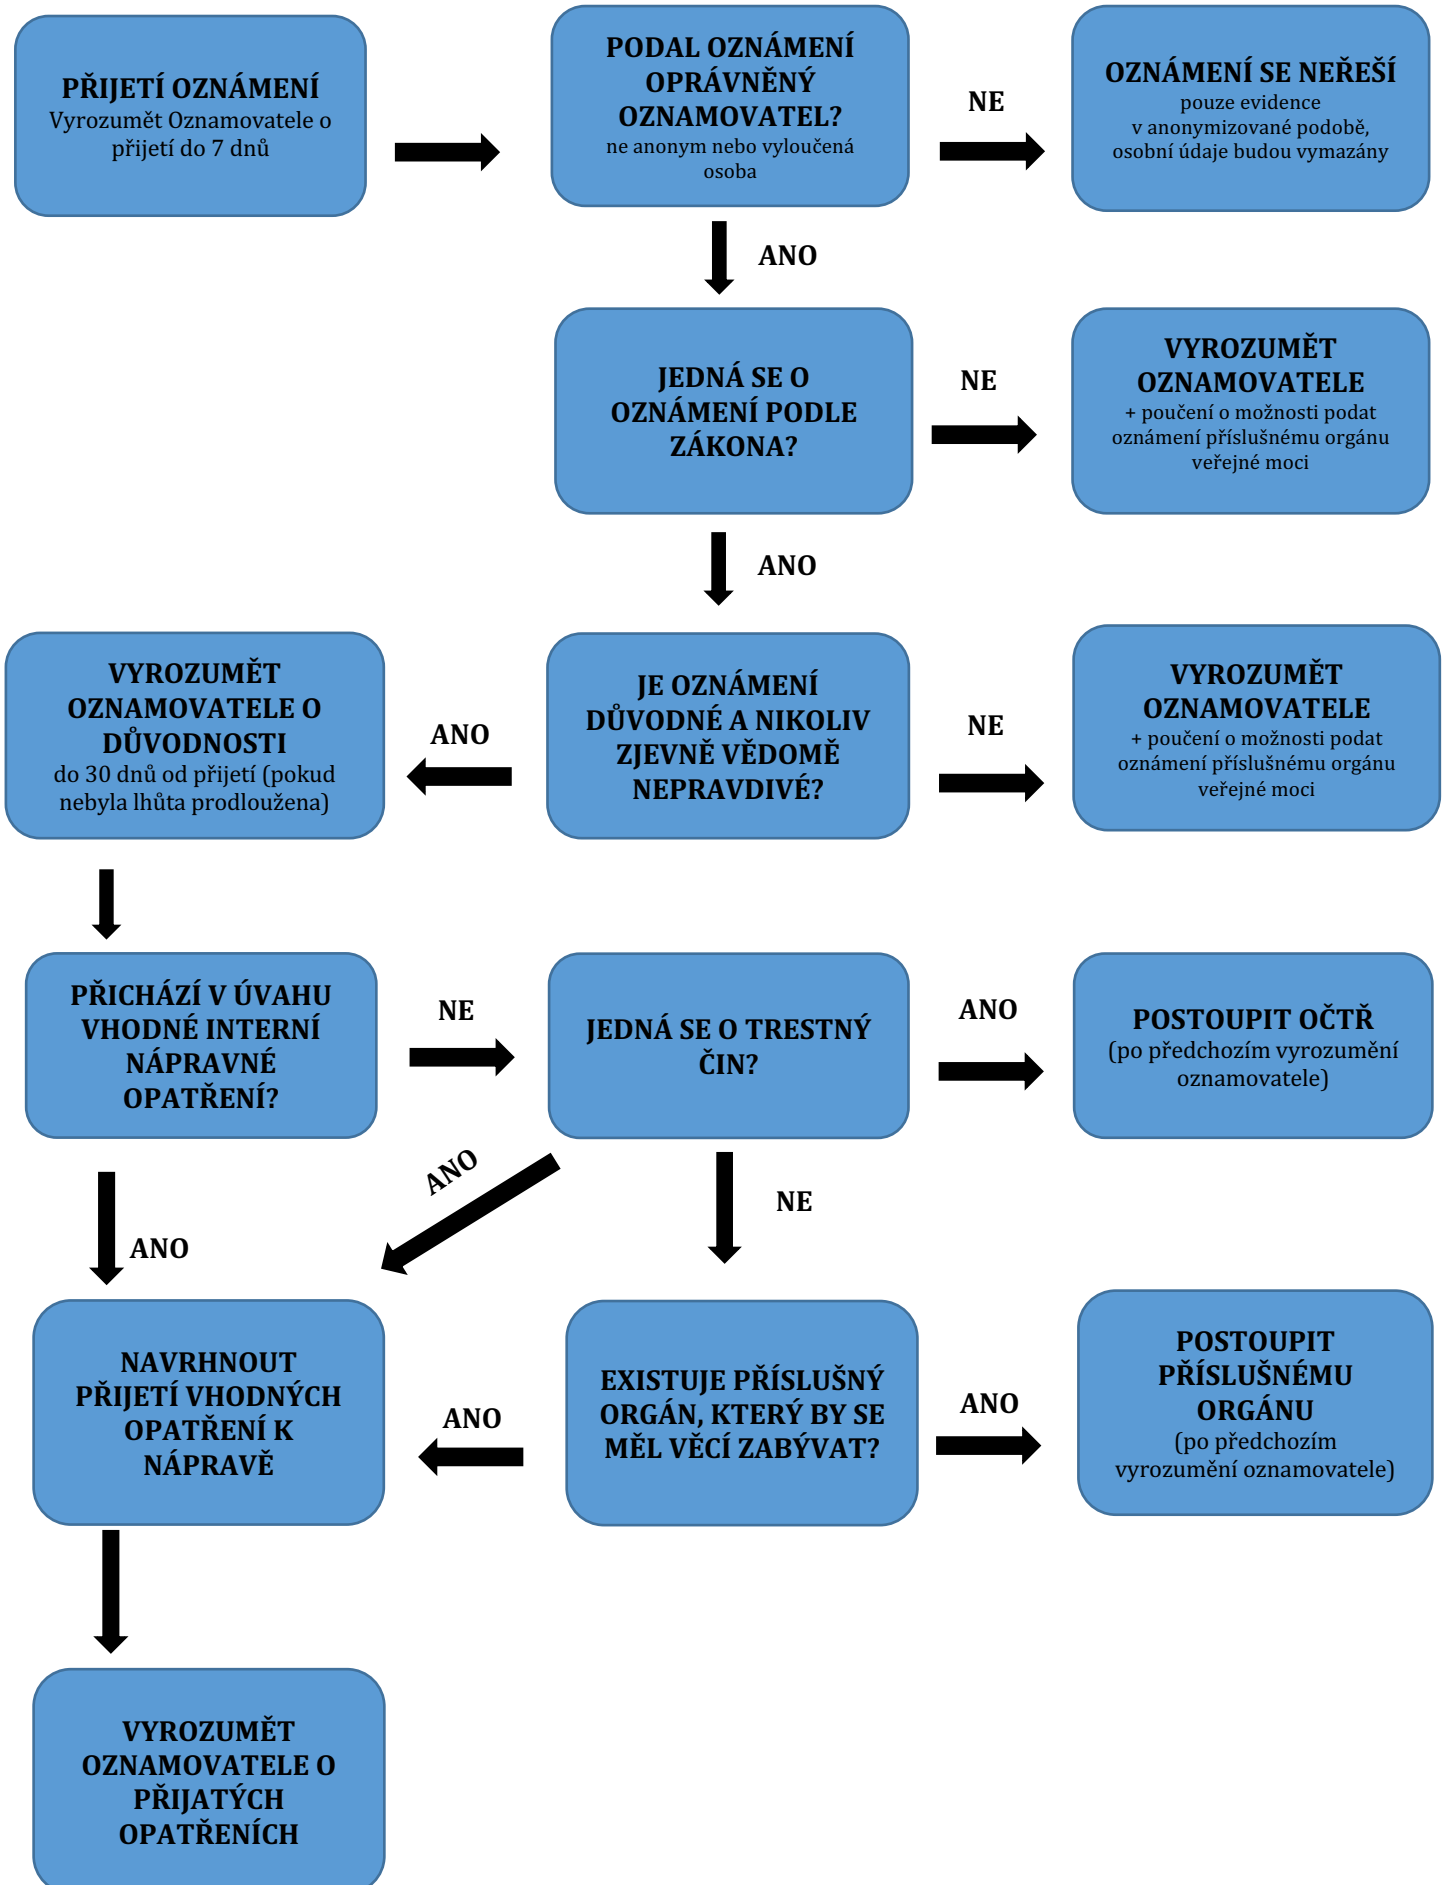 PŘIJETÍ OZNÁMENÍ
Vyrozumět Oznamovatele o
přijetí do 7 dnů
PODAL OZNÁMENÍ
OPRÁVNĚNÝ
OZNAMOVATEL?
ne anonym nebo vyloučená
osoba
NE
OZNÁMENÍ SE NEŘEŠÍ
pouze evidence
v anonymizované podobě,
osobní údaje budou vymazány
ANO
JEDNÁ SE O
OZNÁMENÍ PODLE
ZÁKONA?
NE
VYROZUMĚT
OZNAMOVATELE
+ poučení o možnosti podat
oznámení příslušnému orgánu
veřejné moci
ANO
VYROZUMĚT
OZNAMOVATELE O
DŮVODNOSTI
do 30 dnů od přijetí (pokud
nebyla lhůta prodloužena)
ANO
JE OZNÁMENÍ
DŮVODNÉ A NIKOLIV
ZJEVNĚ VĚDOMĚ
NEPRAVDIVÉ?
NE
VYROZUMĚT
OZNAMOVATELE
+ poučení o možnosti podat
oznámení příslušnému orgánu
veřejné moci
PŘICHÁZÍ V ÚVAHU
VHODNÉ INTERNÍ
NÁPRAVNÉ
OPATŘENÍ?
NE
JEDNÁ SE O TRESTNÝ
ČIN?
ANO
POSTOUPIT OČTŘ
(po předchozím vyrozumění
oznamovatele)
ANO
ANO
NE
NAVRHNOUT
PŘIJETÍ VHODNÝCH
OPATŘENÍ K
NÁPRAVĚ
ANO
EXISTUJE PŘÍSLUŠNÝ
ORGÁN, KTERÝ BY SE
MĚL VĚCÍ ZABÝVAT?
ANO
POSTOUPIT
PŘÍSLUŠNÉMU
ORGÁNU
(po předchozím
vyrozumění oznamovatele)
VYROZUMĚT
OZNAMOVATELE O
PŘIJATÝCH
OPATŘENÍCH